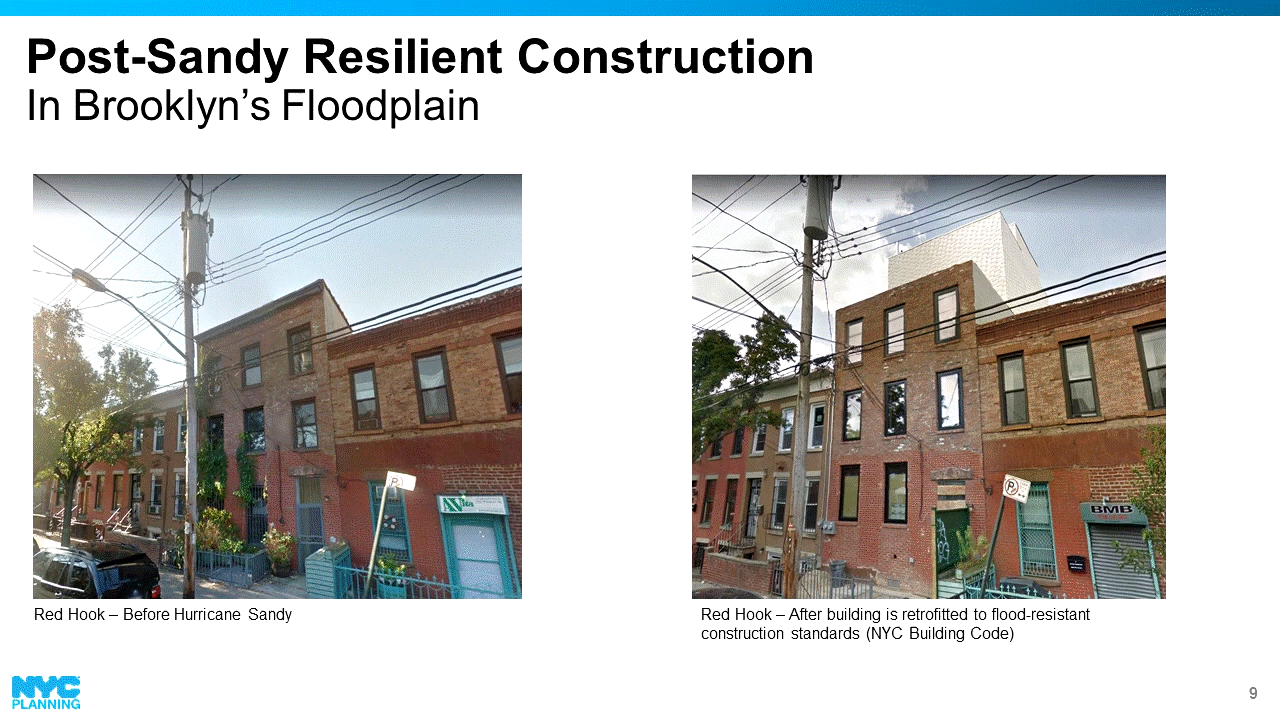 Post-Sandy Resilient Construction
In Brooklyn’s Floodplain
BMB
Red Hook – Before Hurricane Sandy
Red Hook – After building is retrofitted to flood-resistant
construction standards (NYC Building Code)
NYC
PLANNING
9